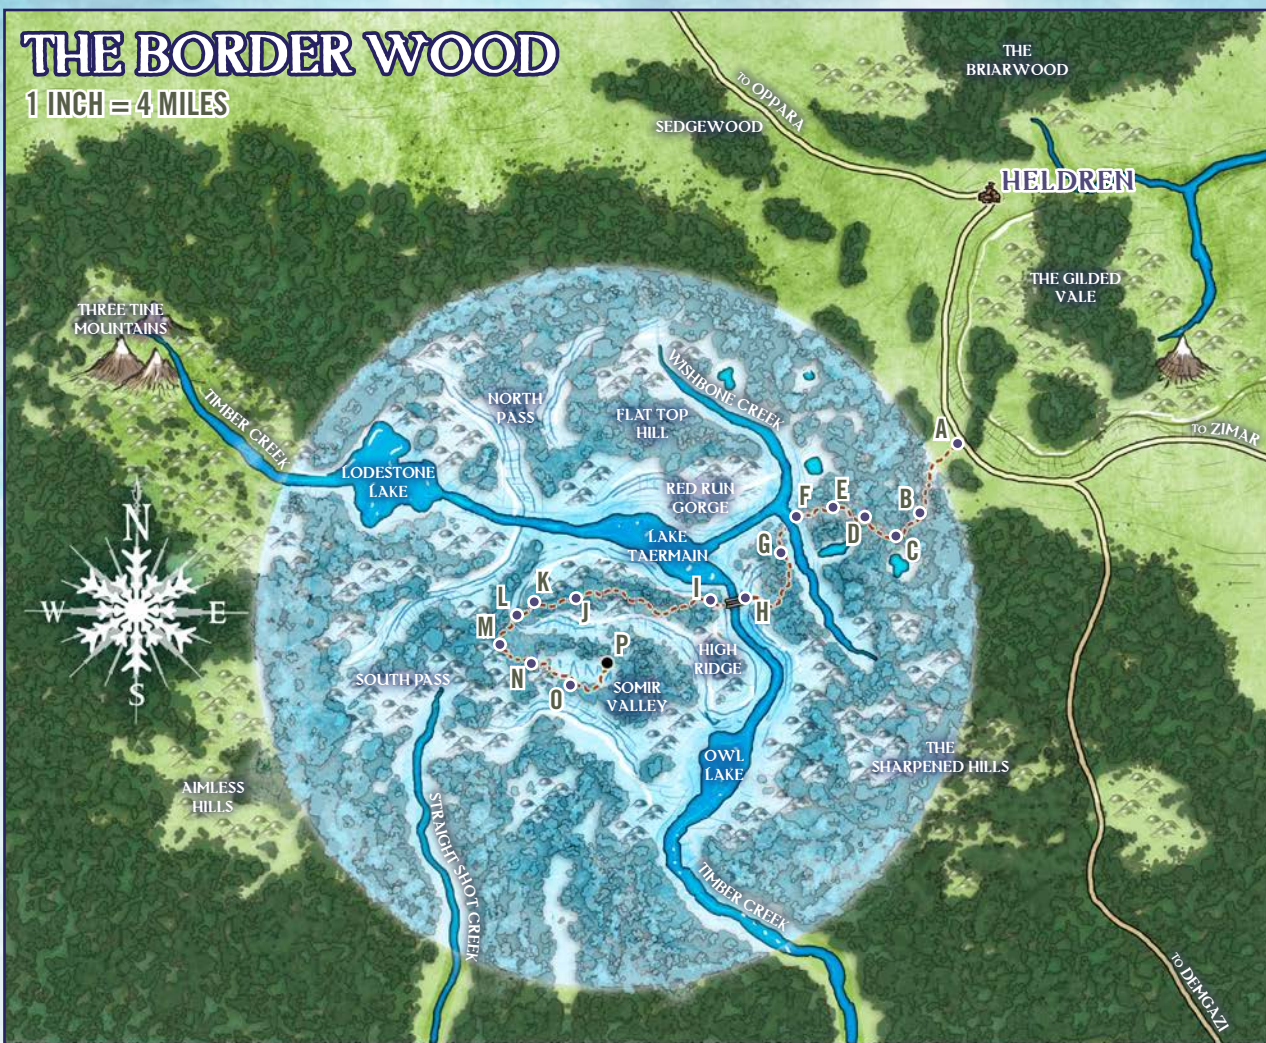 THE BORDER WOOD
1 INCH = 4 MILES
THE
BRIARWOOD
TO OPPARA
SEDGEWOOD
HELDREN
THE GILDED
VALE
THREE TINE
MOUNTAINS
TIMBER CREEK
NORTH
PASS
FLAT TOP
HILL
WISHBONE CREEK
A
TO ZIMAR
LODESTONE
LAKE
RED RUN
GORGE
F
E
D
B
C
N
W
E
S
LAKE
TAERMAIN
G
L
K
J
I
H
M
N
O
P
HIGH
RIDGE
SOUTH PASS
SOMIR
VALLEY
OWL
LAKE
THE
SHARPENED HILLS
AIMLESS
HILLS
STRAIGHT SHOT CREEK
TIMBER CREEK
TO DEMGAZI